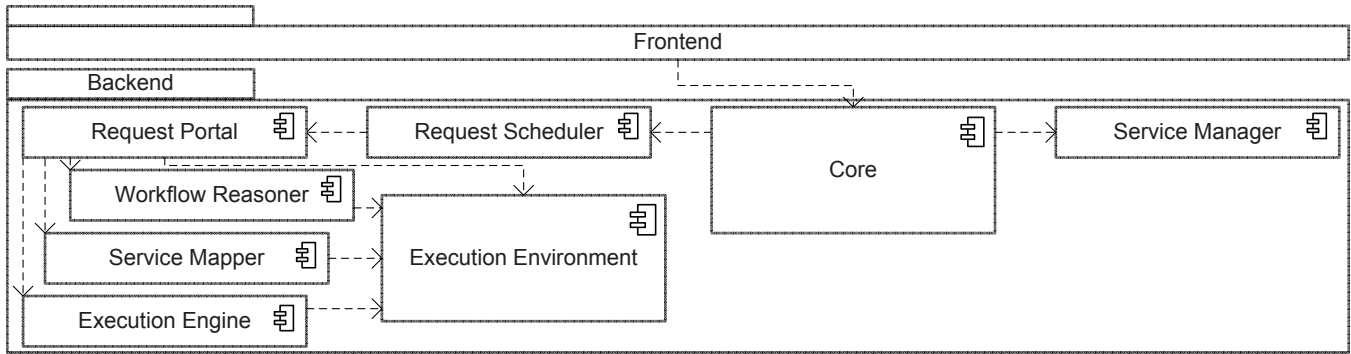 Frontend
Backend
Request Portal
Request Scheduler
Core
Service Manager
Workflow Reasoner
Service Mapper
Execution Environment
Execution Engine